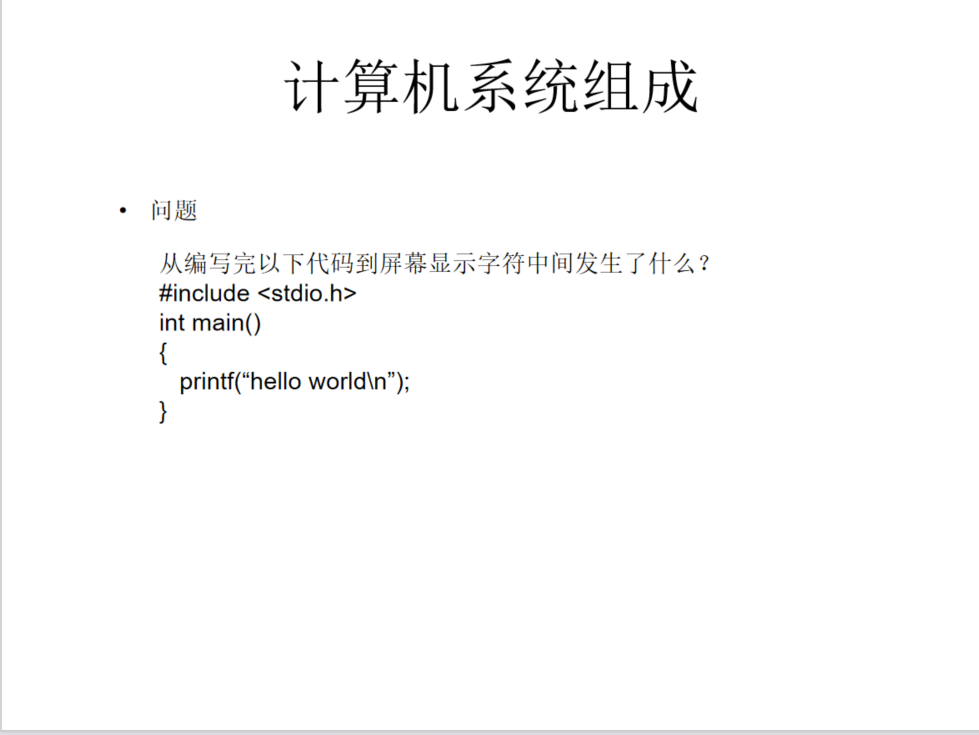 计算机系统组成
• 问题
从编写完以下代码到屏幕显示字符中间发生了什么？
#include <stdio.h>
int main()
{
printf(“hello world\n”);
}